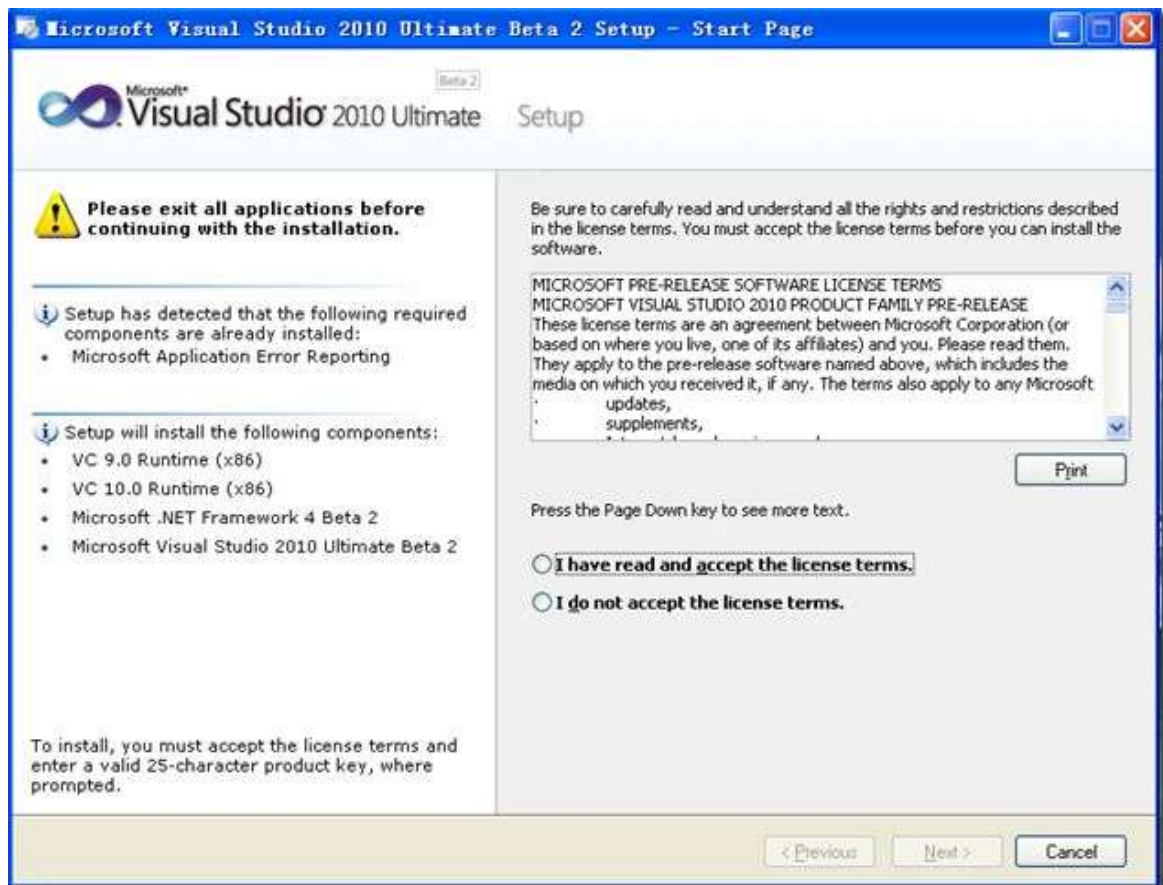 Microsoft Visual Studio 2010 Ultimate Beta 2 Setup - Start Page
Beta 2
Microsoft®
Visual Studio® 2010 Ultimate
Setup
Please exit all applications before
continuing with the installation.
Setup has detected that the following required
components are already installed:
• Microsoft Application Error Reporting
Setup will install the following components:
• VC 9.0 Runtime (x86)
• VC 10.0 Runtime (x86)
• Microsoft .NET Framework 4 Beta 2
• Microsoft Visual Studio 2010 Ultimate Beta 2
To install, you must accept the license terms and
enter a valid 25-character product key, where
prompted.
Be sure to carefully read and understand all the rights and restrictions described
in the license terms. You must accept the license terms before you can install the
software.
MICROSOFT PRE-RELEASE SOFTWARE LICENSE TERMS
MICROSOFT VISUAL STUDIO 2010 PRODUCT FAMILY PRE-RELEASE
These license terms are an agreement between Microsoft Corporation (or
based on where you live, one of its affiliates) and you. Please read them.
They apply to the pre-release software named above, which includes the
media on which you received it, if any. The terms also apply to any Microsoft
· updates,
· supplements,
Print
Press the Page Down key to see more text.
I have read and accept the license terms.
I do not accept the license terms.
< Previous
Next >
Cancel